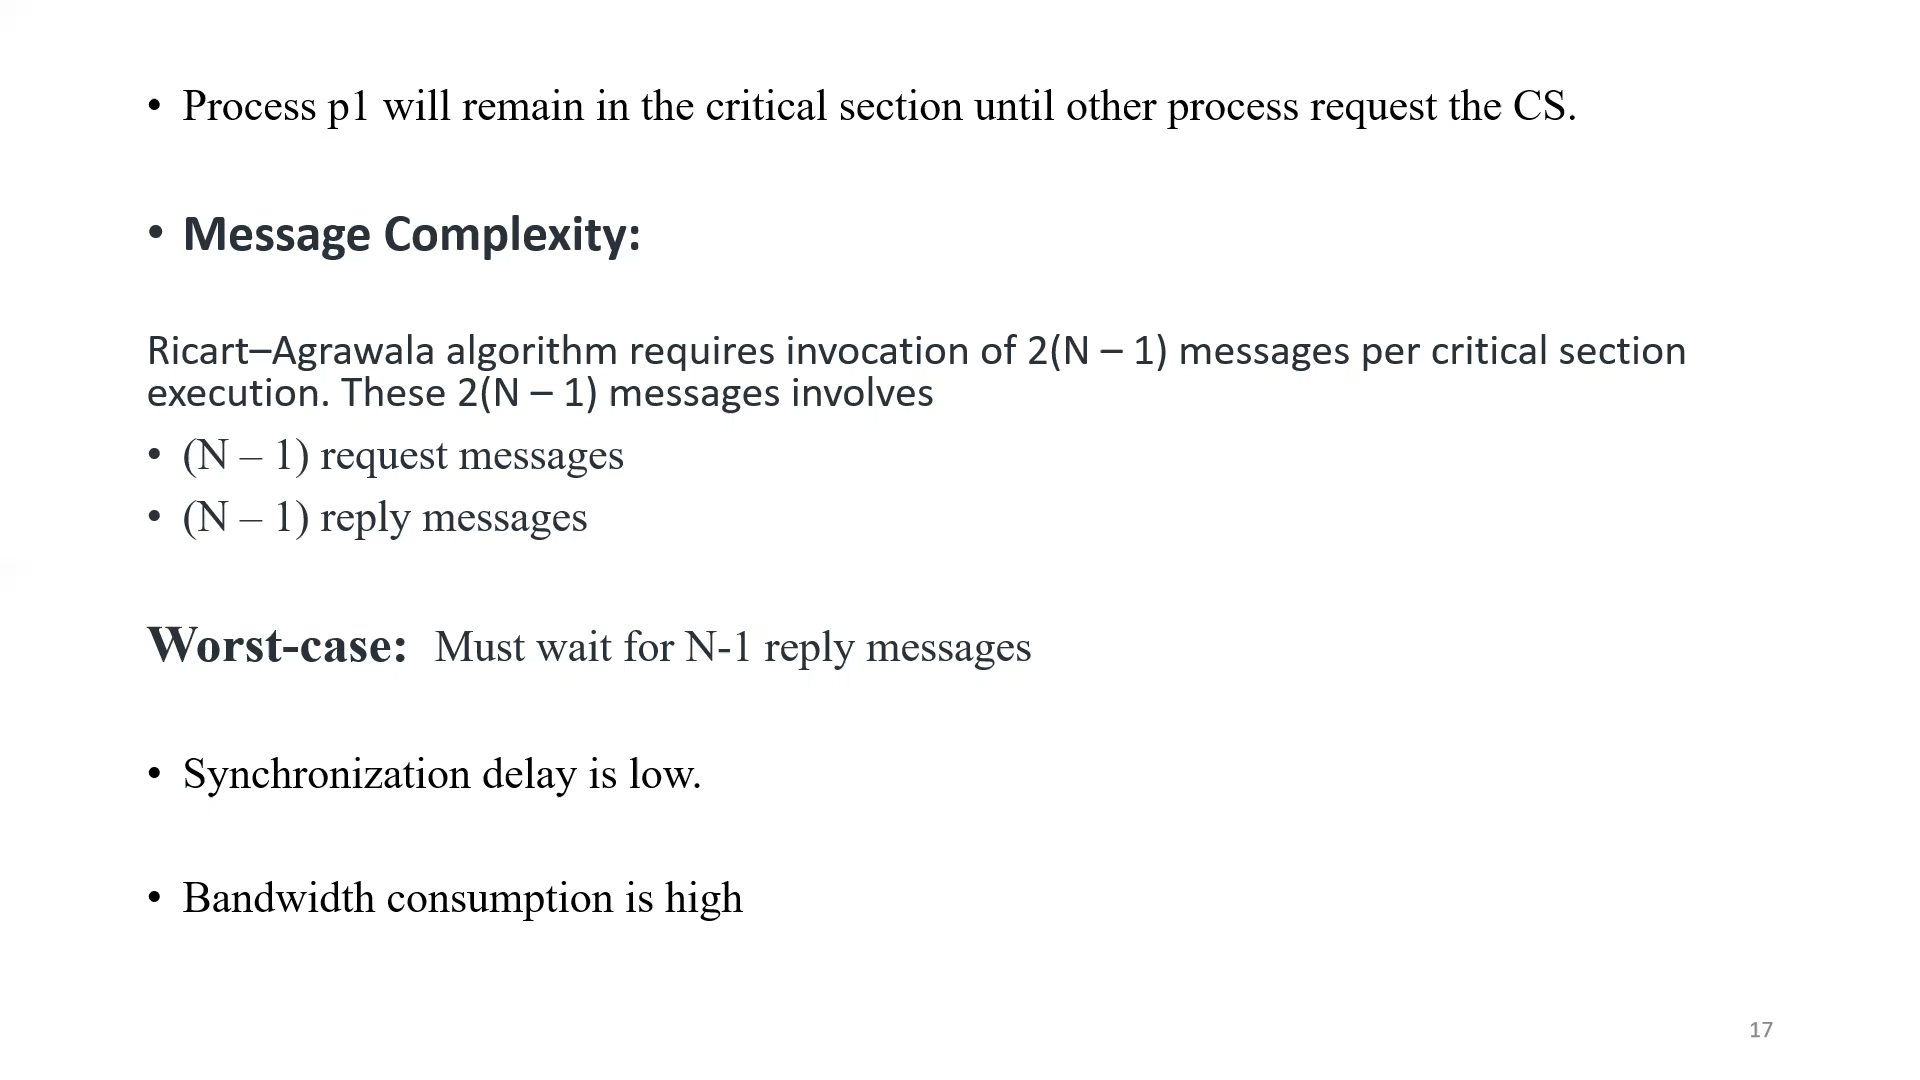 • Process p1 will remain in the critical section until other process request the CS.
• Message Complexity:
Ricart–Agrawala algorithm requires invocation of 2(N – 1) messages per critical section
execution. These 2(N – 1) messages involves
• (N – 1) request messages
• (N – 1) reply messages
Worst-case: Must wait for N-1 reply messages
• Synchronization delay is low.
• Bandwidth consumption is high
17